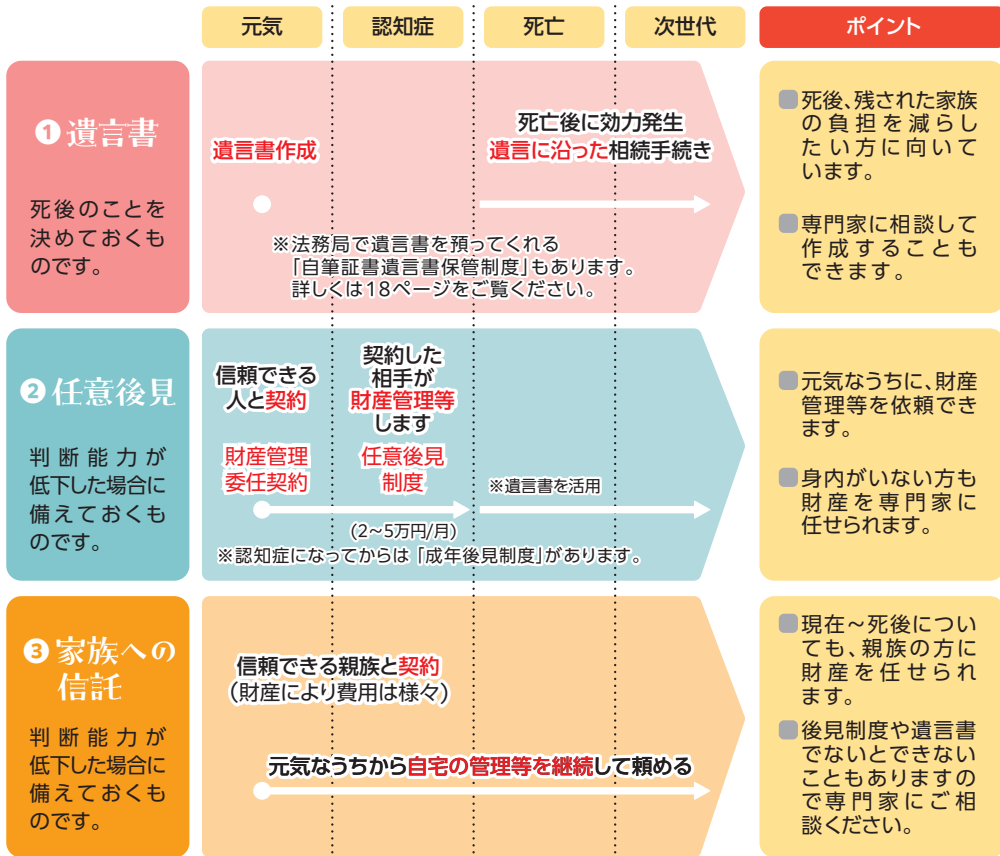 元気
認知症
死亡
次世代
ポイント
❶遺言書
死後のことを
決めておくも
のです。
遺言書作成
死亡後に効力発生
遺言に沿った相続手続き
※法務局で遺言書を預ってくれる
「自筆証書遺言書保管制度」もあります。
詳しくは18ページをご覧ください。
■死後、残された家族
の負担を減らし
たい方に向いて
います。
■専門家に相談して
作成することも
できます。
❷任意後見
判断能力が
低下した場合に
備えておくも
のです。
信頼できる
人と契約
財産管理
委任契約
契約した
相手が
財産管理等
します
任意後見
制度
(2~5万円/月)
※遺言書を活用
※認知症になってからは「成年後見制度」があります。
■元気なうちに、財産
管理等を依頼でき
ます。
■身内がいない方も
財産を専門家に
任せられます。
❸家族への
信託
判断能力が
低下した場合に
備えておくも
のです。
信頼できる親族と契約
(財産により費用は様々)
元気なうちから自宅の管理等を継続して頼める
■現在~死後につい
ても、親族の方に
財産を任せられ
ます。
■後見制度や遺言書
でないとできない
こともありますの
で専門家にご相
談ください。